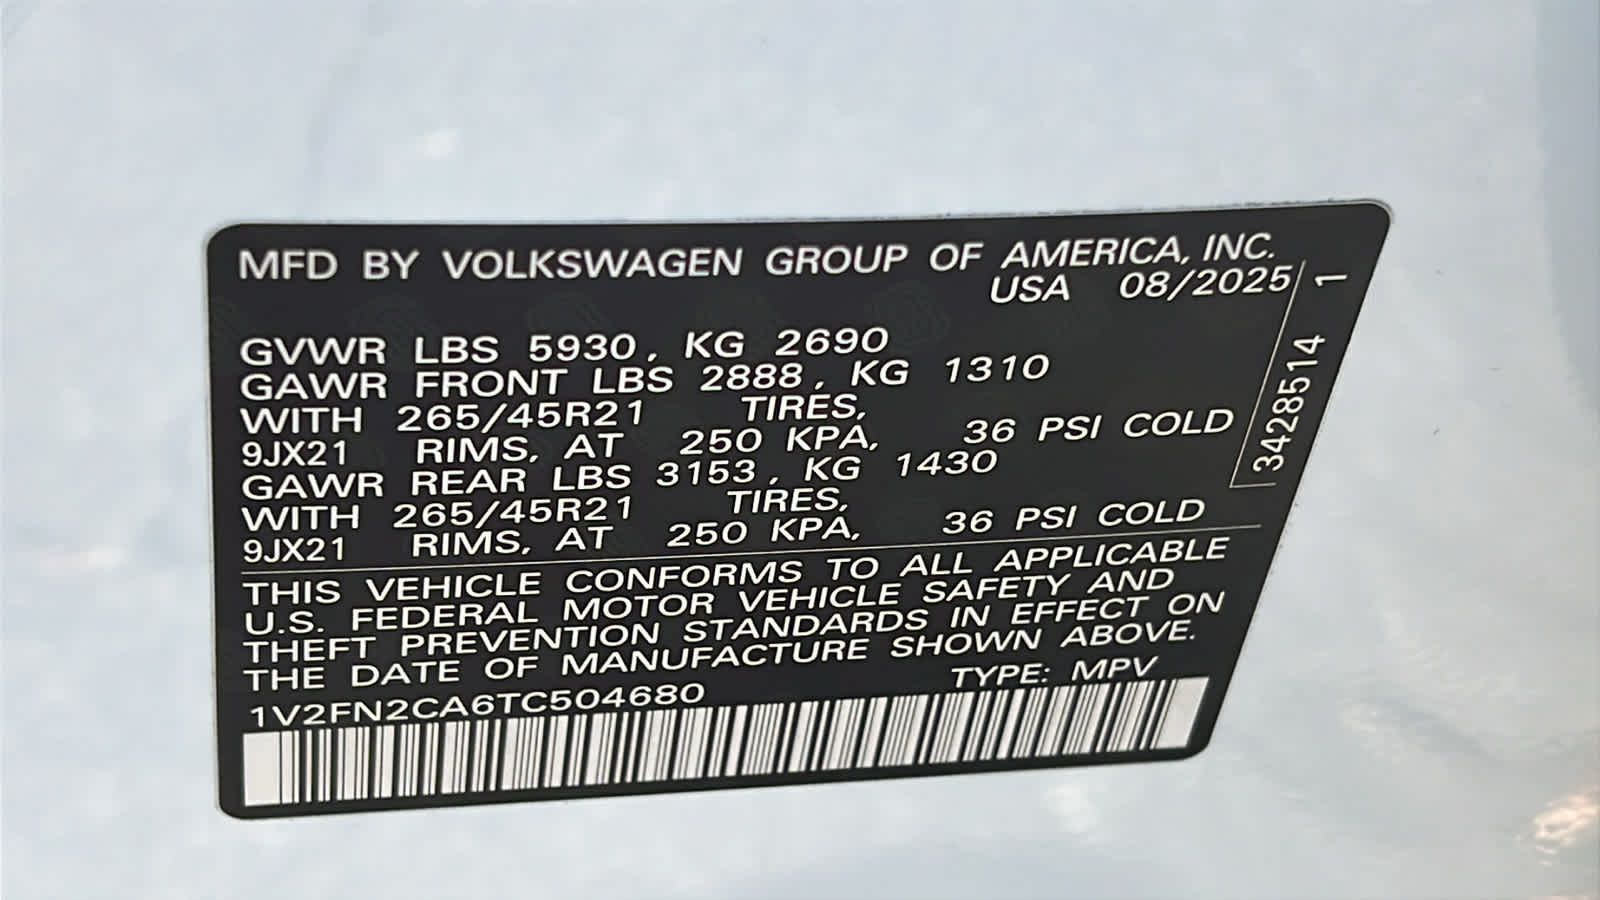 MFD BY VOLKSWAGEN GROUP OF AMERICA, INC.
USA 08/2025
GVWR LBS 5930, KG 2690
GAWR FRONT LBS 2888, KG 1310
WITH 265/45R21 TIRES,
9JX21 RIMS, AT 250 KPA, 36 PSI COLD
GAWR REAR LBS 3153, KG 1430
WITH 265/45R21 TIRES,
9JX21 RIMS, AT 250 KPA, 36 PSI COLD
THIS VEHICLE CONFORMS TO ALL APPLICABLE
U.S. FEDERAL MOTOR VEHICLE SAFETY AND
THEFT PREVENTION STANDARDS IN EFFECT ON
THE DATE OF MANUFACTURE SHOWN ABOVE.
1V2FN2CA6TC504680 TYPE: MPV
3428514 1